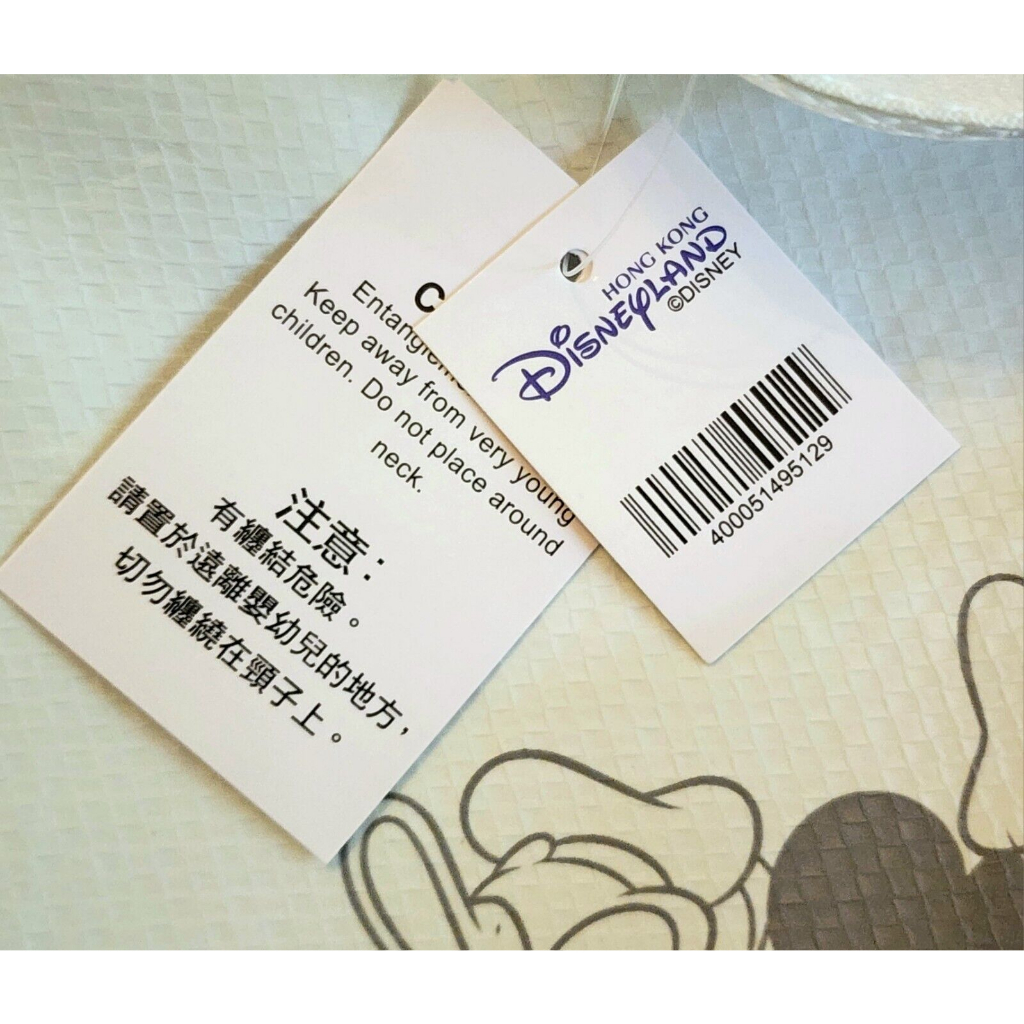 Keep away from very young
children. Do not place around
neck.
注意：
有纏結危險。
請置於遠離嬰幼兒的地方，
切勿纏繞在頸子上。
HONG KONG
DISNEYLAND
©DISNEY
400051495129